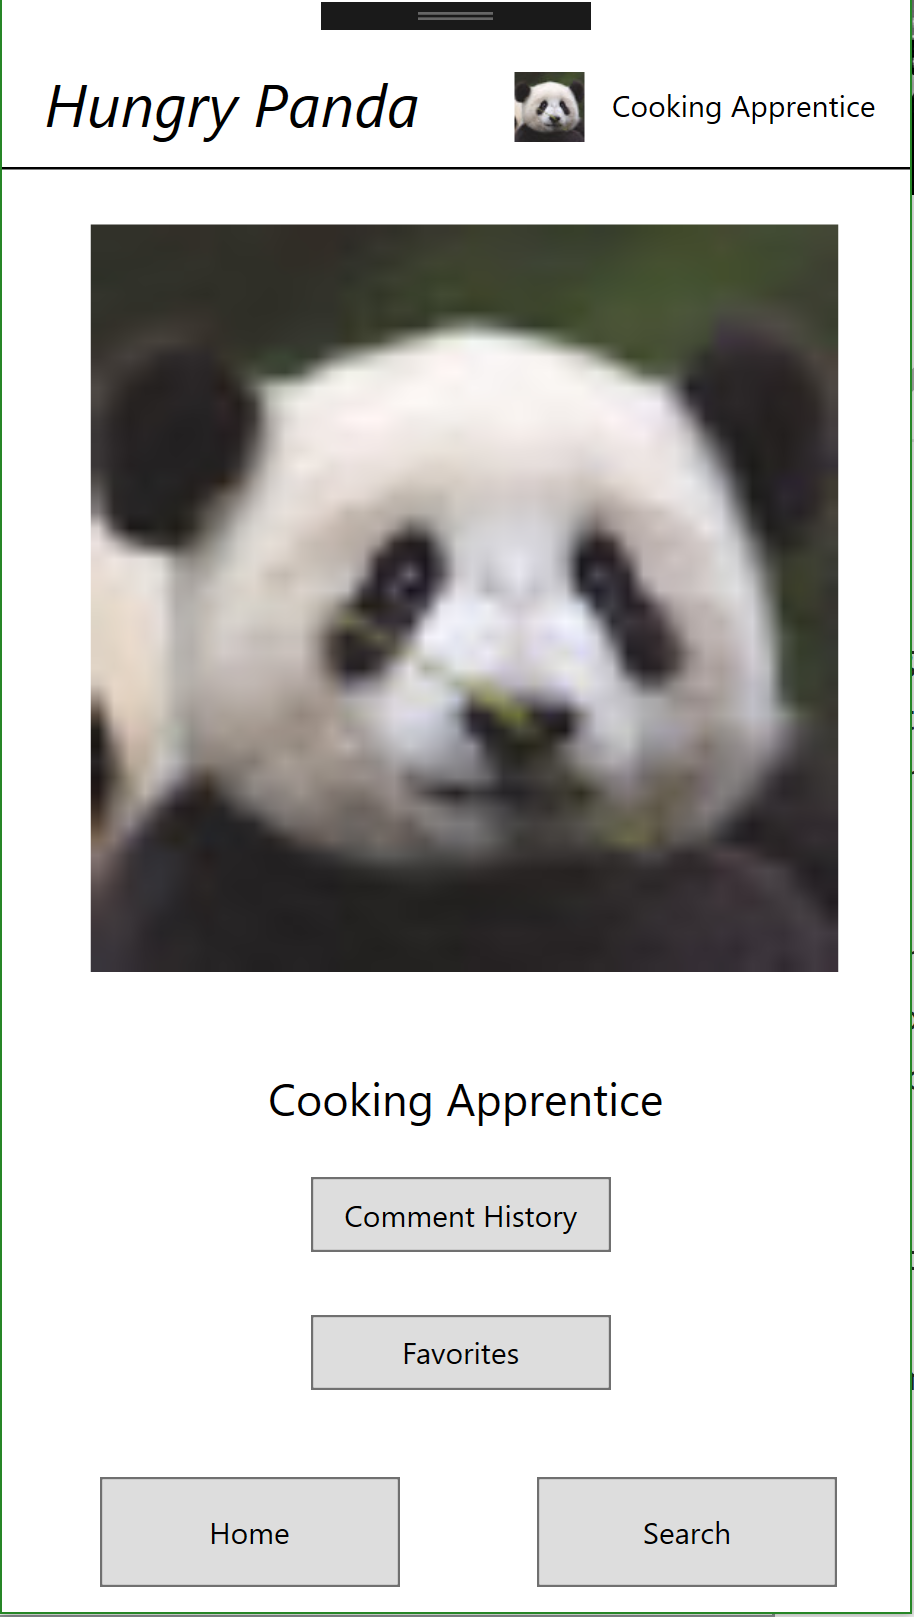 Hungry Panda
Cooking Apprentice
Cooking Apprentice
Comment History
Favorites
Home
Search